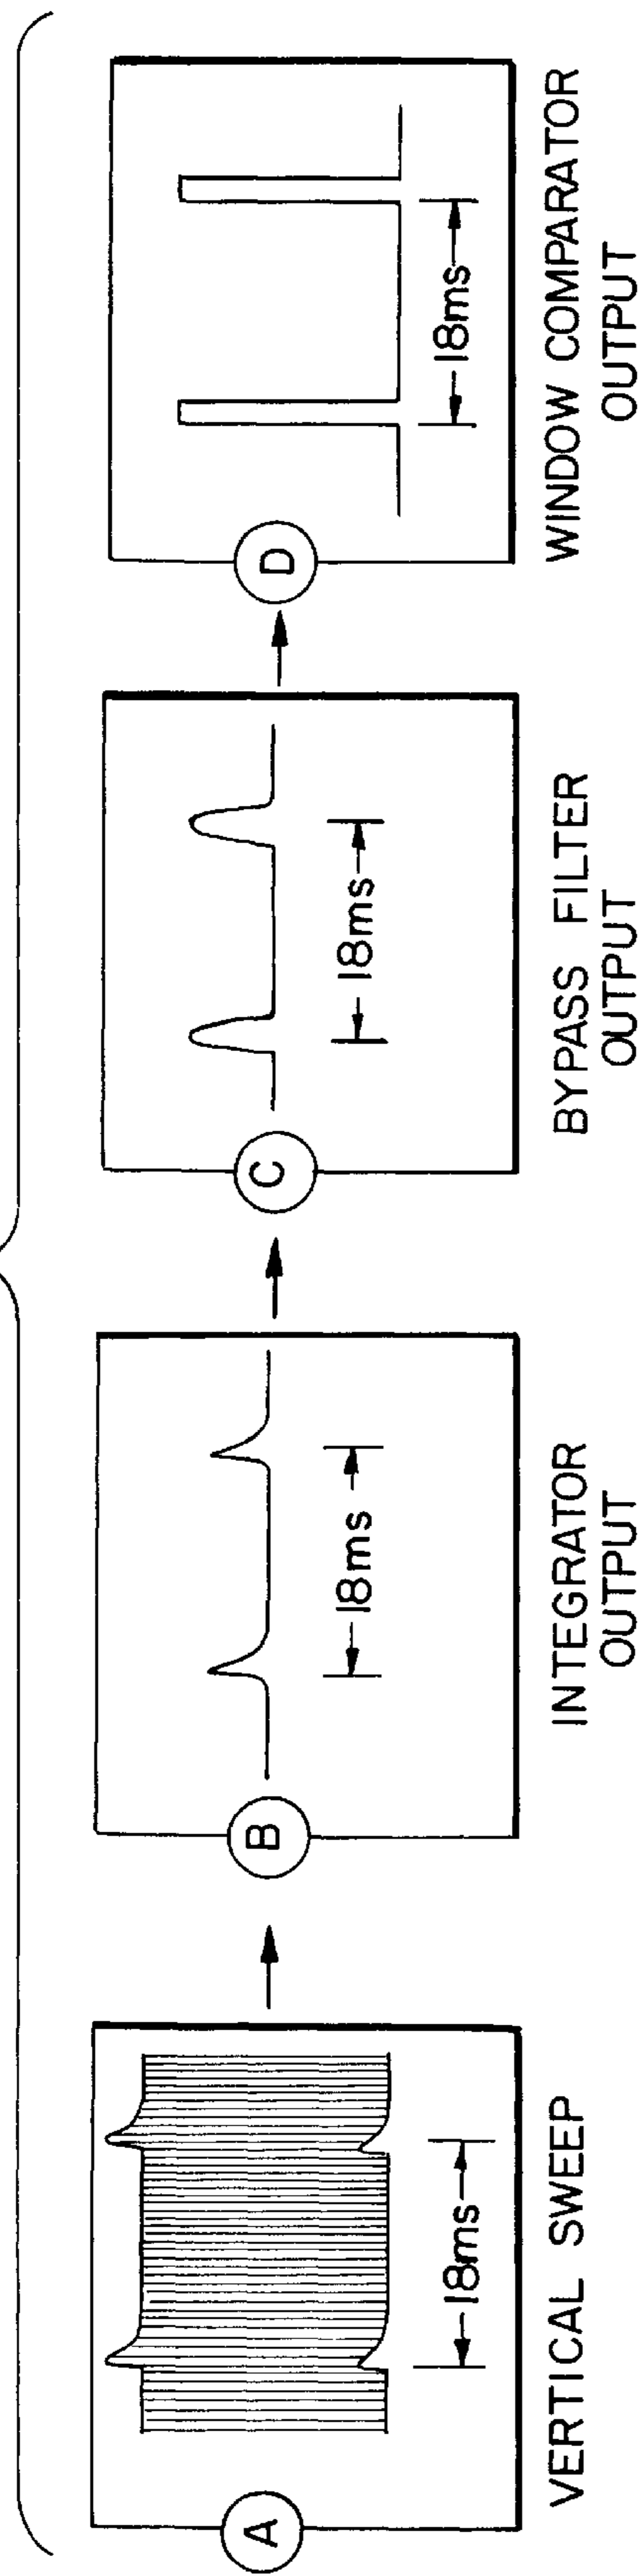 A
18ms
VERTICAL SWEEP
B
18ms
INTEGRATOR
OUTPUT
C
18ms
BYPASS FILTER
OUTPUT
D
18ms
WINDOW COMPARATOR
OUTPUT